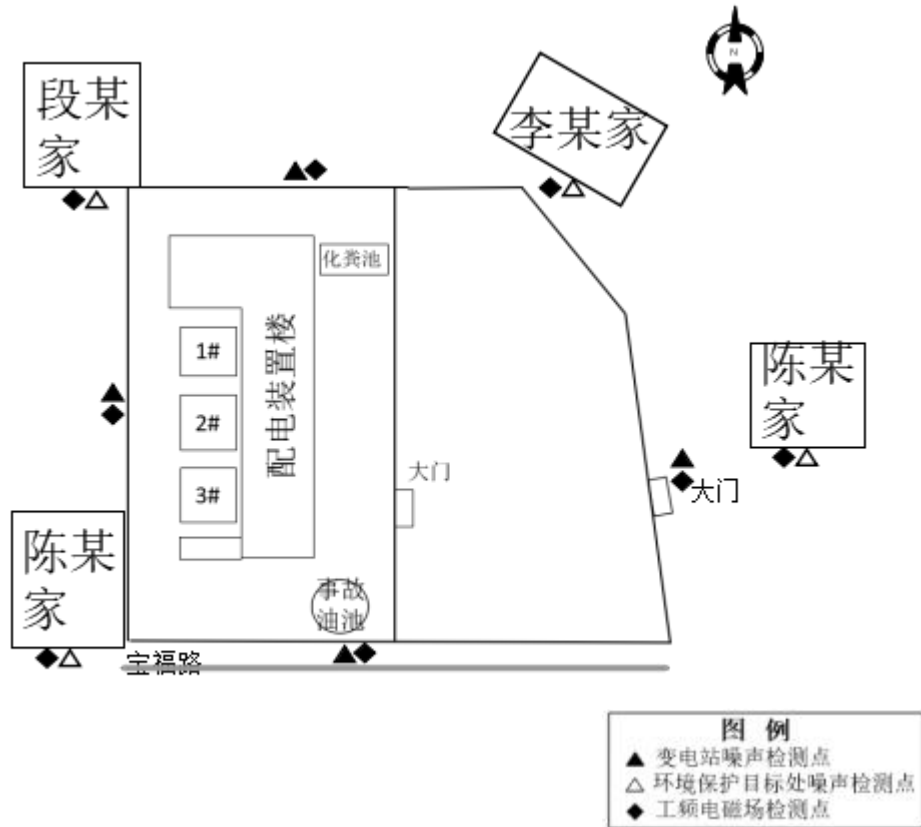 N
段某
家
李某家
化粪池
1#
配电装置楼
陈某
家
2#
大门
3#
大门
陈某
家
事故
油池
宝福路
图 例
▲ 变电站噪声检测点
△ 环境保护目标处噪声检测点
◆ 工频电磁场检测点